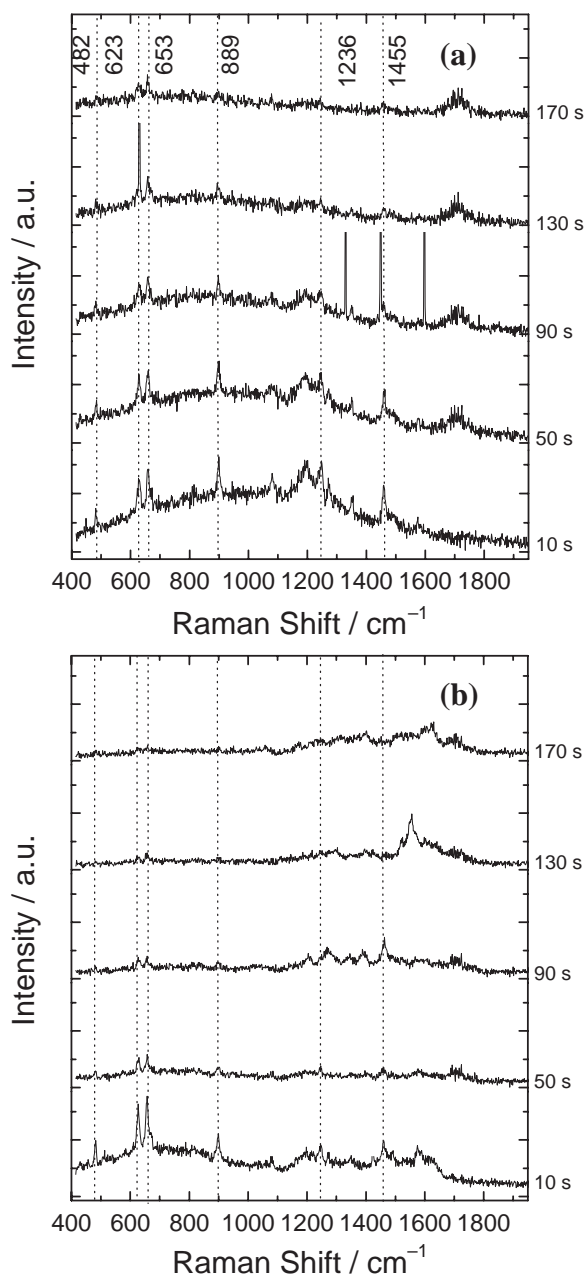 (a)
482
623
653
889
1236
1455
170 s
130 s
90 s
50 s
10 s
Intensity / a.u.
400 600 800 1000 1200 1400 1600 1800
Raman Shift / cm⁻¹
(b)
170 s
130 s
90 s
50 s
10 s
Intensity / a.u.
400 600 800 1000 1200 1400 1600 1800
Raman Shift / cm⁻¹